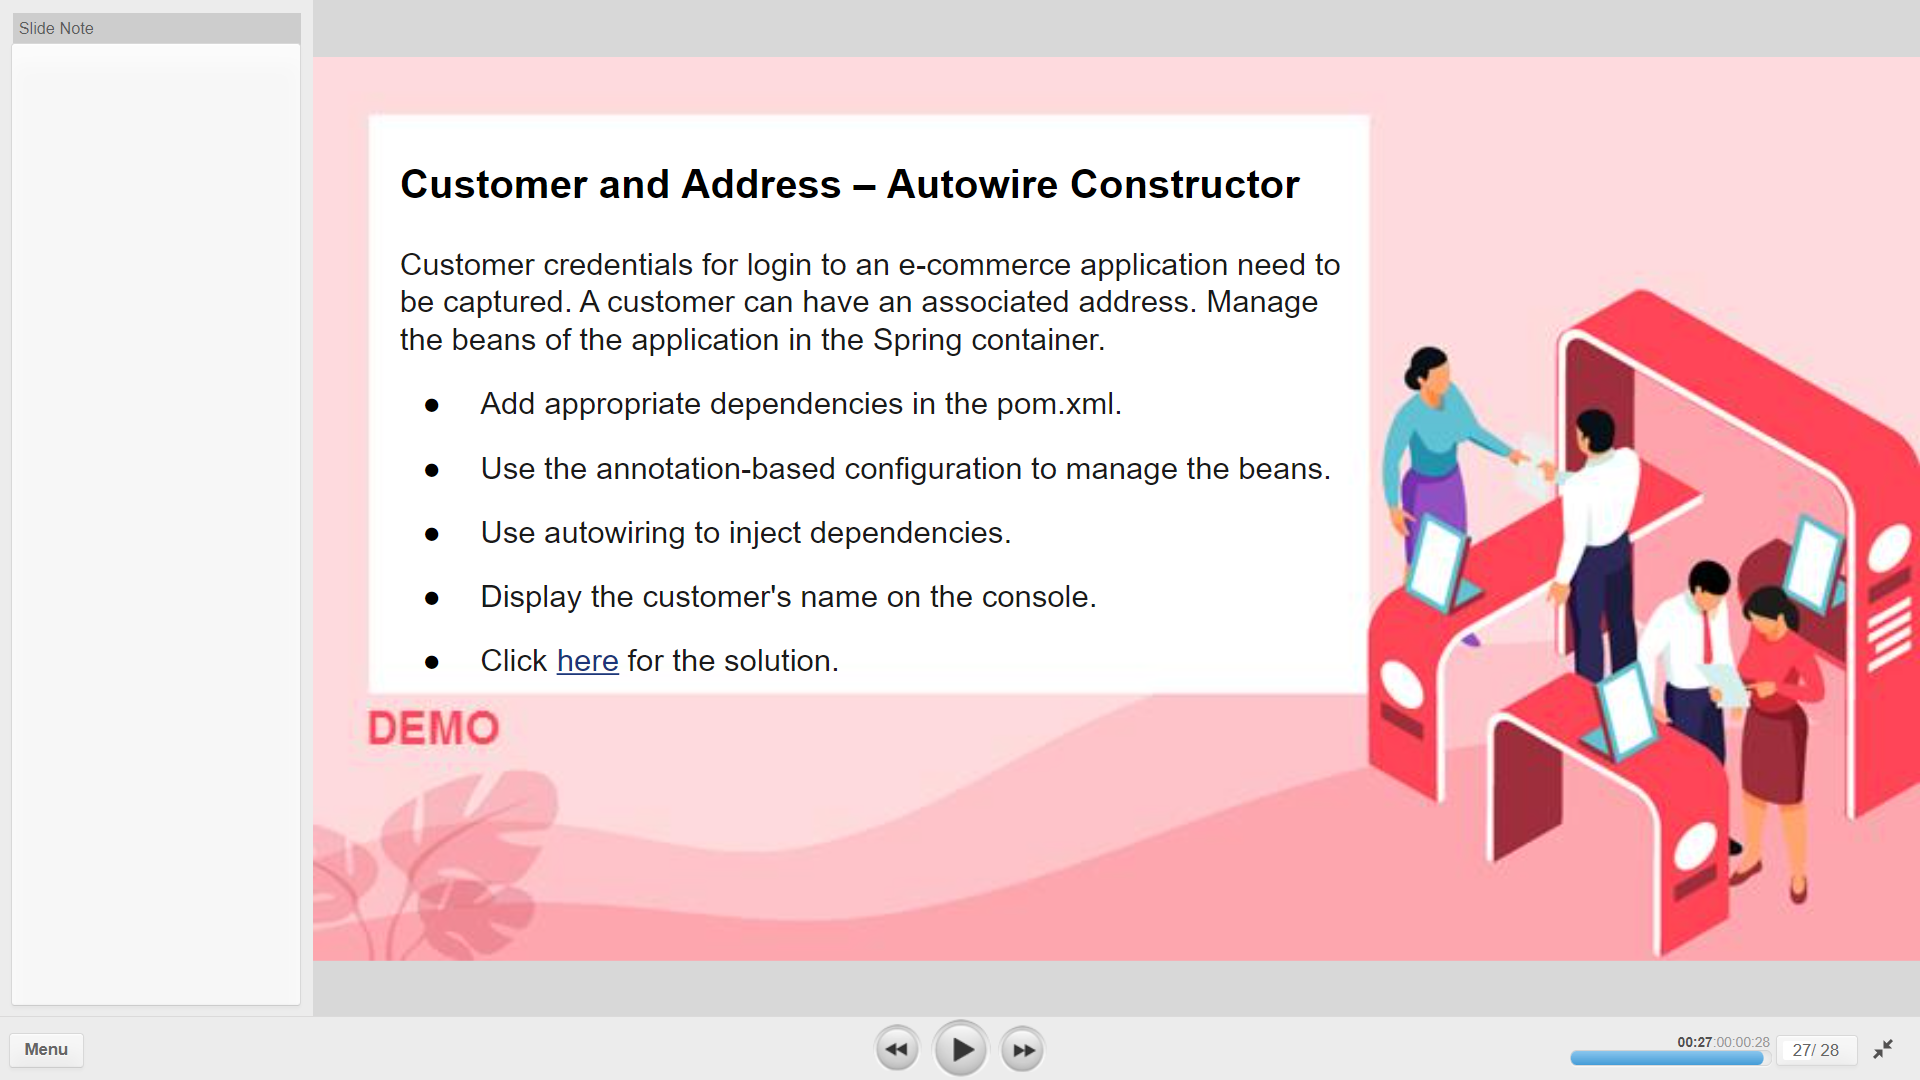 Slide Note
Customer and Address – Autowire Constructor
Customer credentials for login to an e-commerce application need to
be captured. A customer can have an associated address. Manage
the beans of the application in the Spring container.
● Add appropriate dependencies in the pom.xml.
● Use the annotation-based configuration to manage the beans.
● Use autowiring to inject dependencies.
● Display the customer's name on the console.
● Click here for the solution.
DEMO
Menu
00:27:00:00:28
27/ 28